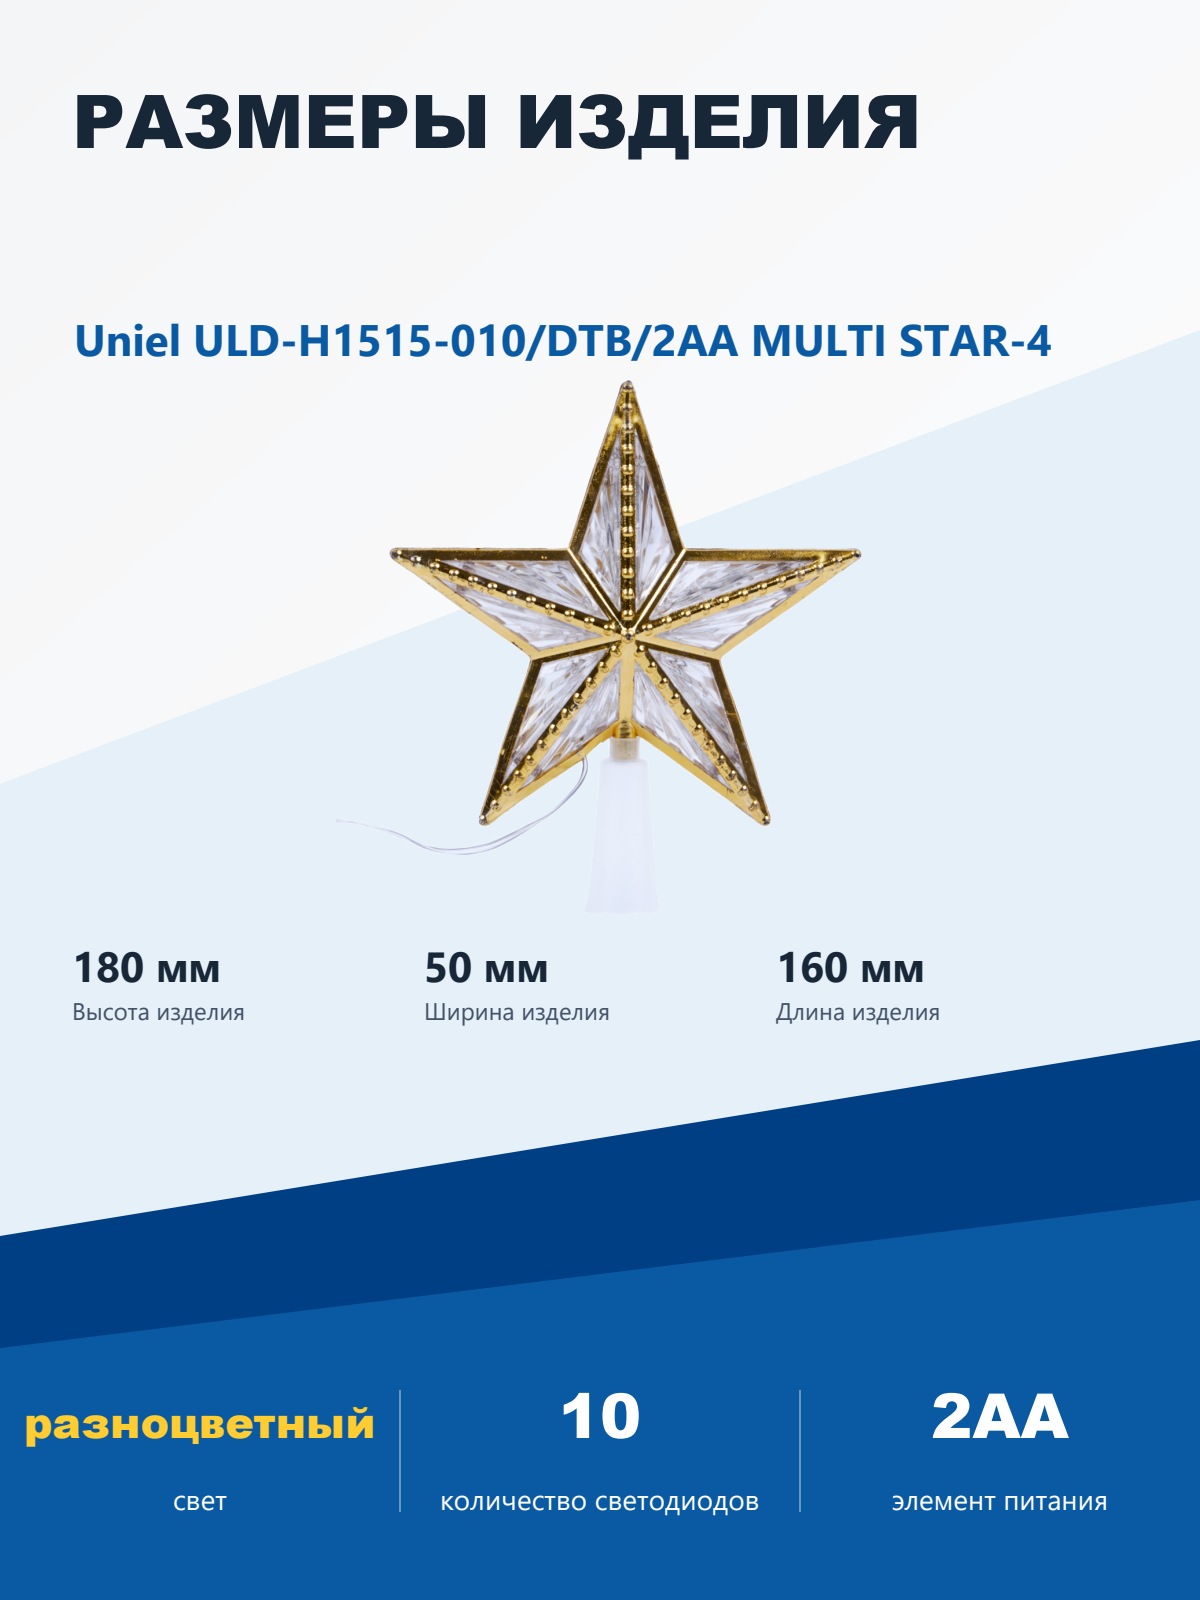 РАЗМЕРЫ ИЗДЕЛИЯ
Uniel ULD-H1515-010/DTB/2AA MULTI STAR-4
180 мм 50 мм 160 мм
Высота изделия Ширина изделия Длина изделия
разноцветный 10 2AA
свет количество светодиодов элемент питания